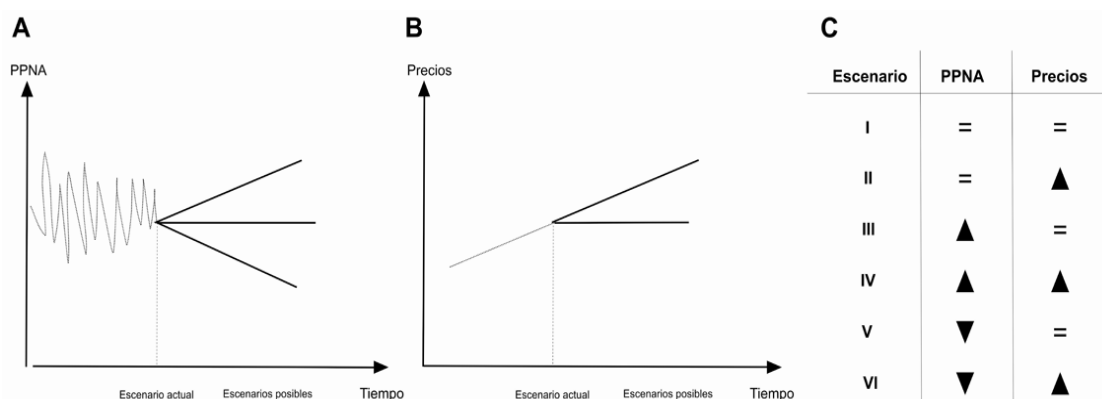 A
PPNA
Escenario actual
Escenarios posibles
Tiempo
B
Precios
Escenario actual
Escenarios posibles
Tiempo
C
Escenario PPNA Precios
I = =
II = ▲
III ▲ =
IV ▲ ▲
V ▼ =
VI ▼ ▲